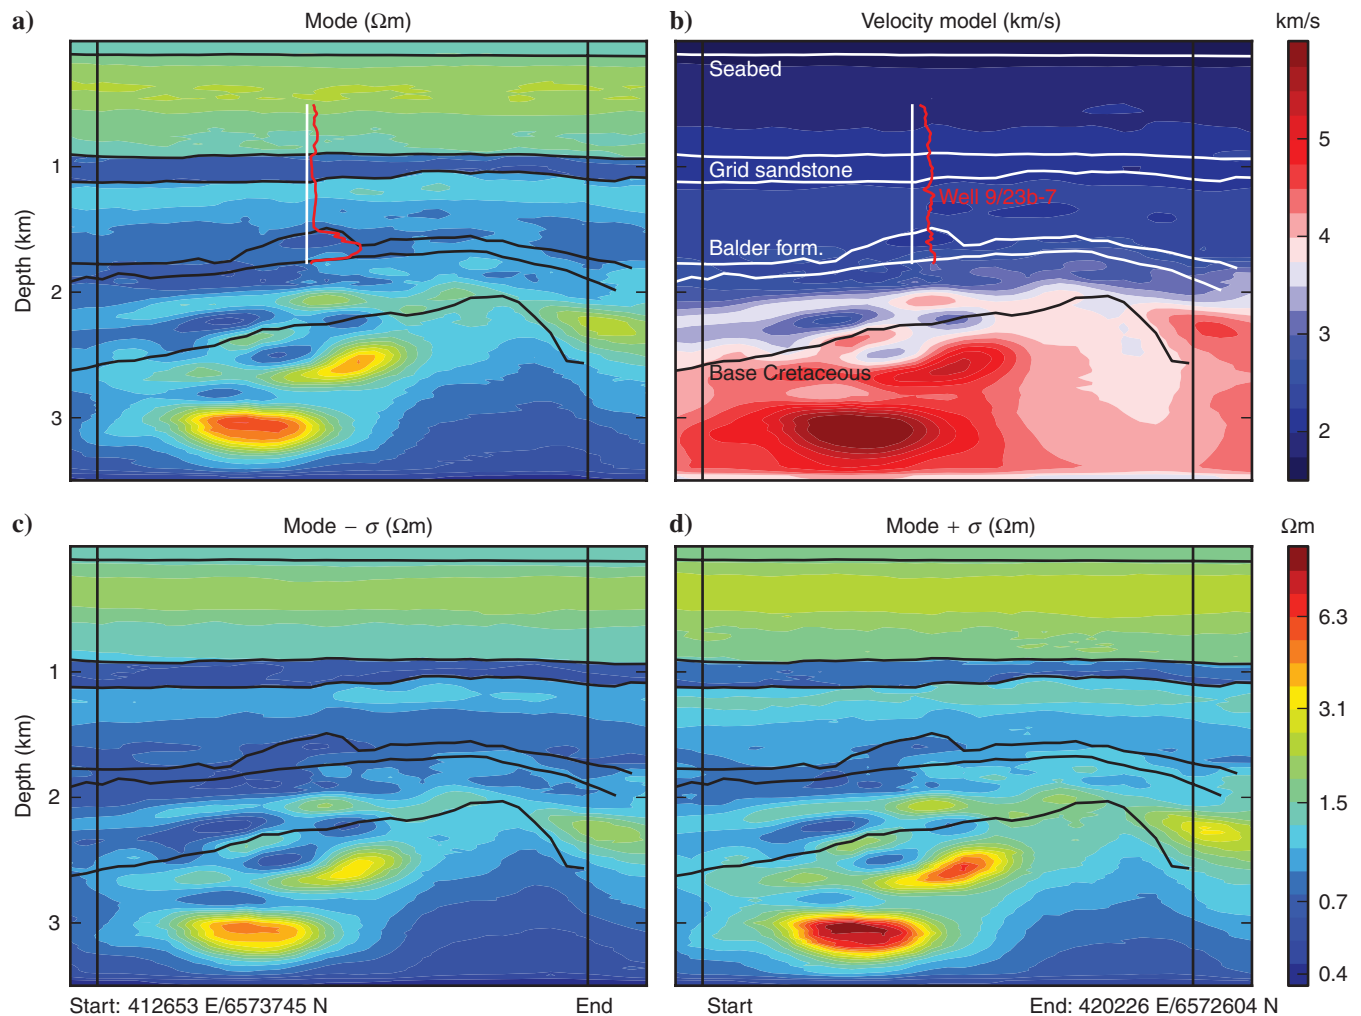 a)
Mode (Ωm)
b)
Velocity model (km/s)
km/s
Seabed
Grid sandstone
Well 9/23b-7
Balder form.
Base Cretaceous
Depth (km)
1
2
3
5
4
3
2
c)
Mode − σ (Ωm)
d)
Mode + σ (Ωm)
Ωm
Depth (km)
1
2
3
6.3
3.1
1.5
0.7
0.4
Start: 412653 E/6573745 N
End
Start
End: 420226 E/6572604 N